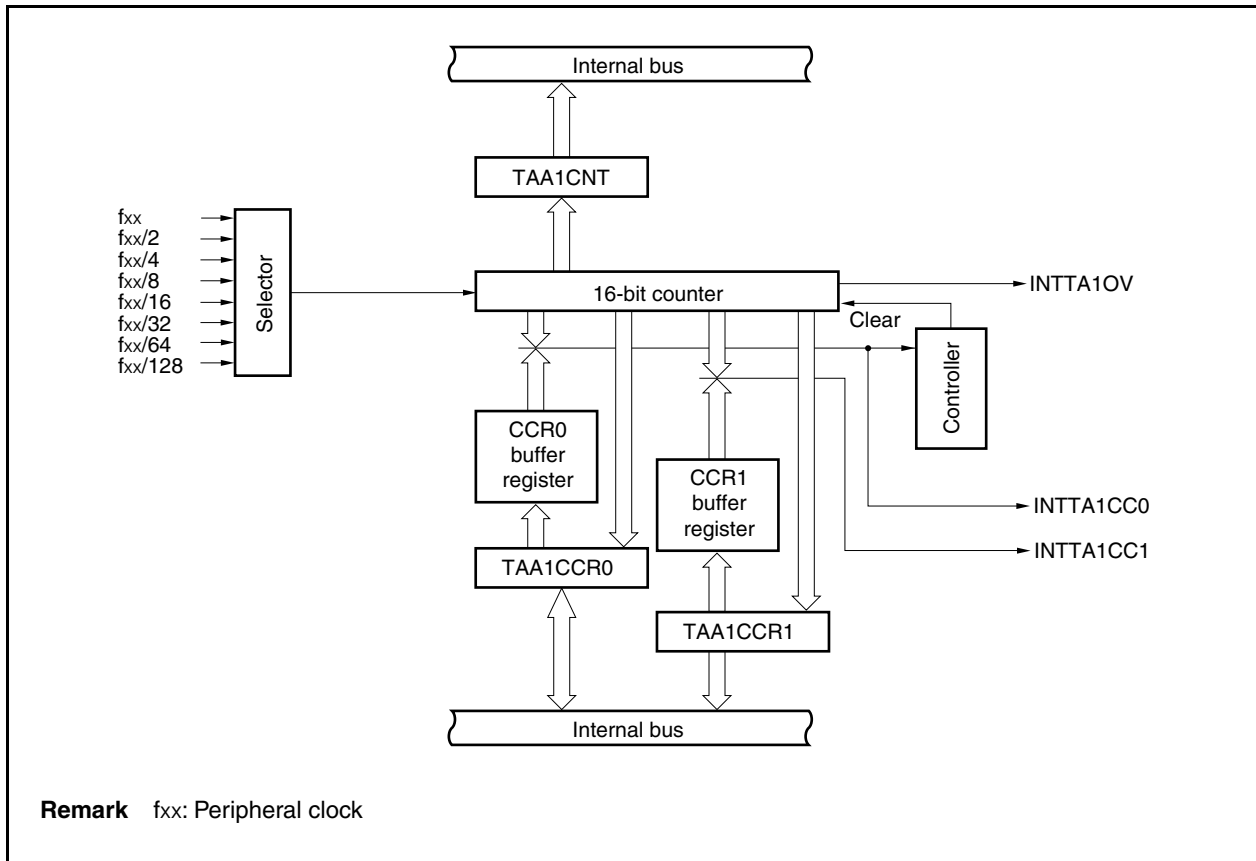 Internal bus
TAA1CNT
fxx
fxx/2
fxx/4
fxx/8
fxx/16
fxx/32
fxx/64
fxx/128
Selector
16-bit counter
INTTA1OV
Clear
Controller
CCR0
buffer
register
CCR1
buffer
register
INTTA1CC0
INTTA1CC1
TAA1CCR0
TAA1CCR1
Internal bus
Remark fxx: Peripheral clock